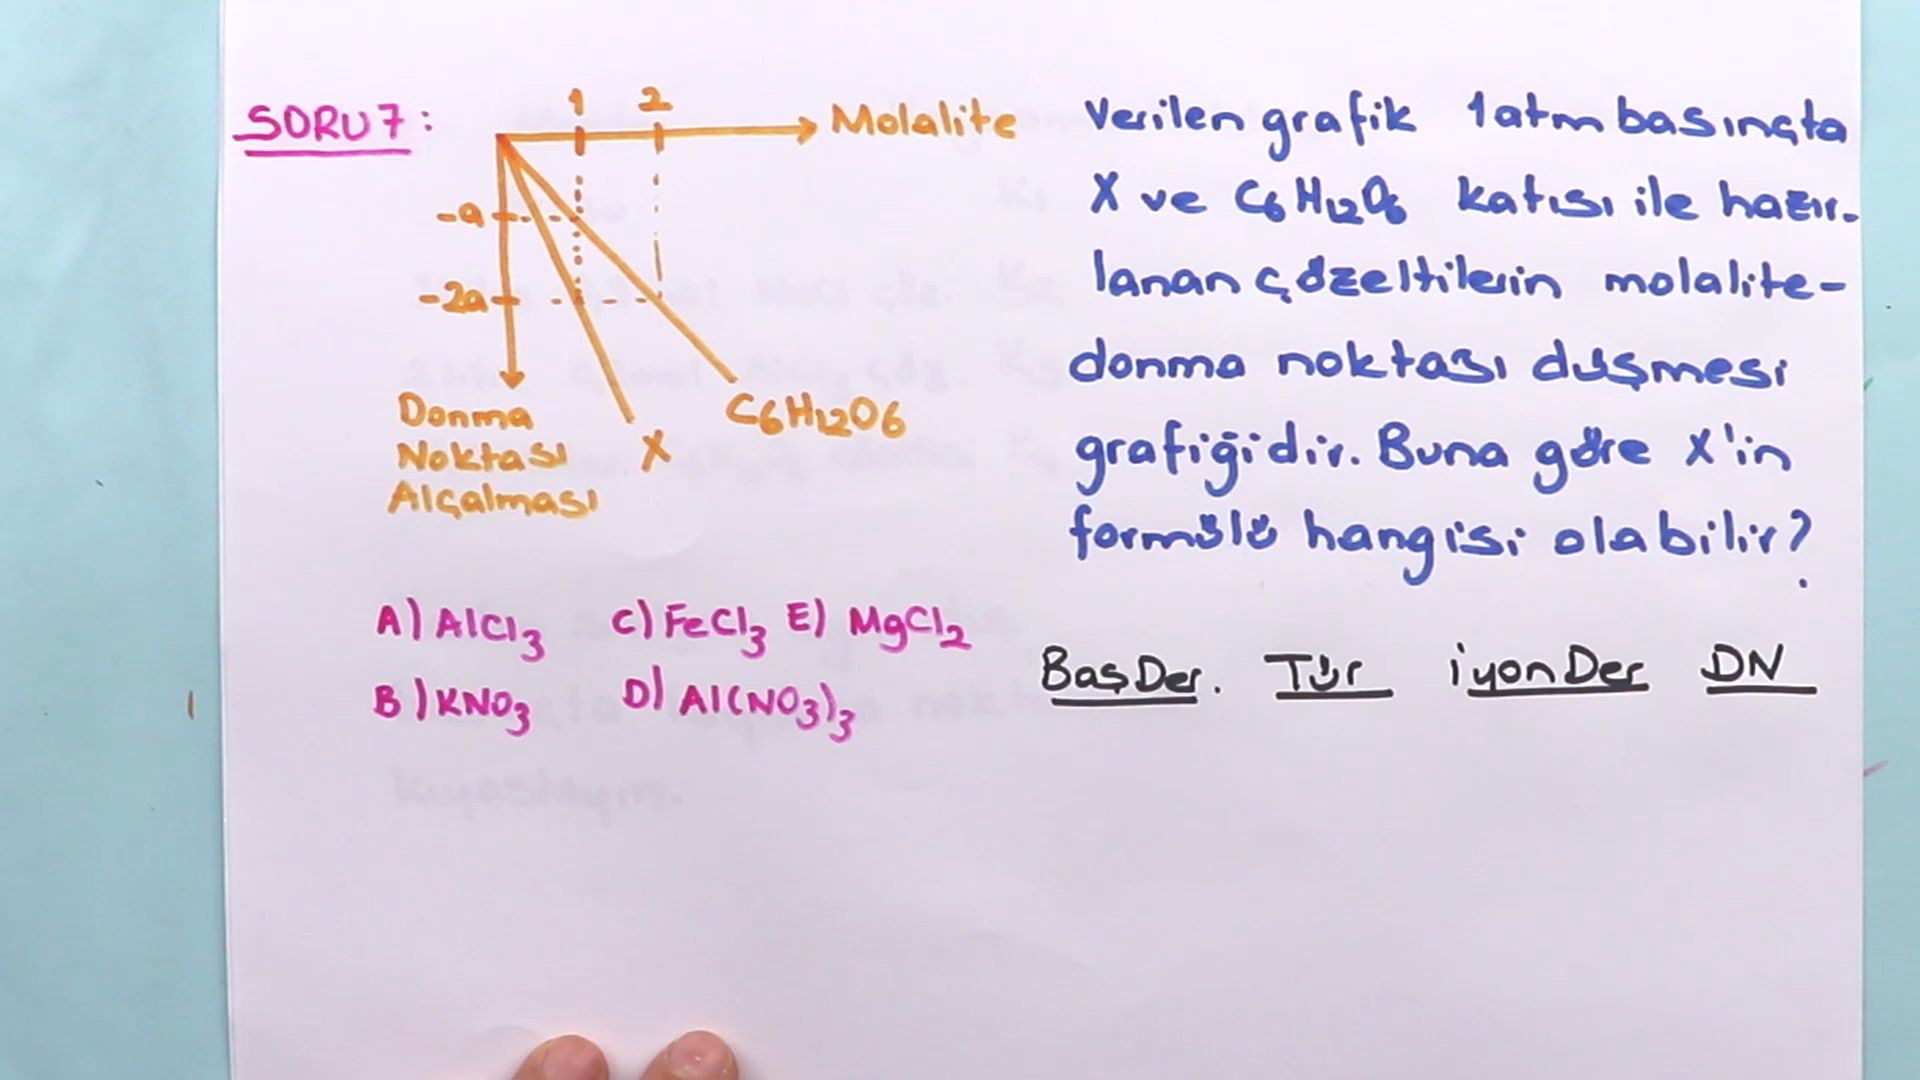 SORU 7:
1 2
Molalite
-a
-2a
Donma
Noktası
Alçalması
X
C6H12O6
Verilen grafik 1atm basınçta
X ve C6H12O6 katısı ile hazır-
lanan çözeltilerin molalite-
donma noktası düşmesi
grafiğidir. Buna göre X'in
formülü hangisi olabilir?
A) AlCl3 C) FeCl3 E) MgCl2
B) KNO3 D) Al(NO3)3
BaşDer. Tür iyonDer DN